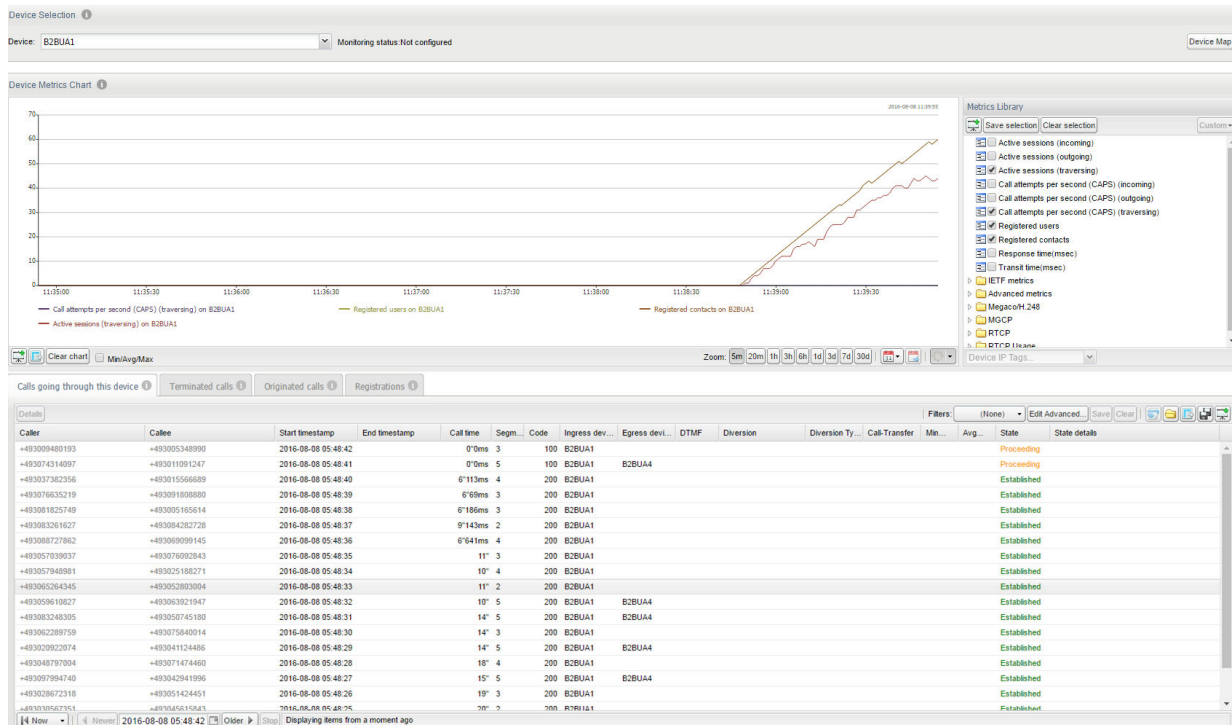 Device Selection
Device: B2BUA1 Monitoring status:Not configured Device Map
Device Metrics Chart
2016-08-08 11:39:55
70
60
50
40
30
20
10
0
11:35:00 11:35:30 11:36:00 11:36:30 11:37:00 11:37:30 11:38:00 11:38:30 11:39:00 11:39:30
Call attempts per second (CAPS) (traversing) on B2BUA1 Registered users on B2BUA1 Registered contacts on B2BUA1
Active sessions (traversing) on B2BUA1
Clear chart Min/Avg/Max Zoom: 5m 20m 1h 3h 6h 1d 3d 7d 30d
Metrics Library
Save selection Clear selection Custom
Active sessions (incoming)
Active sessions (outgoing)
Active sessions (traversing)
Call attempts per second (CAPS) (incoming)
Call attempts per second (CAPS) (outgoing)
Call attempts per second (CAPS) (traversing)
Registered users
Registered contacts
Response time(msec)
Transit time(msec)
IETF metrics
Advanced metrics
Megaco/H.248
MGCP
RTCP
RTCP Usage
Device IP Tags...
Calls going through this device Terminated calls Originated calls Registrations
Details Filters: (None) Edit Advanced... Save Clear
Caller Callee Start timestamp End timestamp Call time Segm... Code Ingress dev... Egress devi... DTMF Diversion Diversion Ty... Call-Transfer Min... Avg... State State details
+493009480193 +493005348990 2016-08-08 05:48:42 0"0ms 3 100 B2BUA1 Proceeding
+493074314097 +493011091247 2016-08-08 05:48:41 0"0ms 5 100 B2BUA1 B2BUA4 Proceeding
+493037382356 +493015566689 2016-08-08 05:48:40 6"113ms 4 200 B2BUA1 Established
+493076635219 +493091808880 2016-08-08 05:48:39 6"69ms 3 200 B2BUA1 Established
+493081825749 +493005165614 2016-08-08 05:48:38 6"186ms 3 200 B2BUA1 Established
+493083261627 +493084282728 2016-08-08 05:48:37 9"143ms 2 200 B2BUA1 Established
+493088727862 +493069099145 2016-08-08 05:48:36 6"641ms 4 200 B2BUA1 Established
+493057039037 +493076092843 2016-08-08 05:48:35 11" 3 200 B2BUA1 Established
+493057948981 +493025188271 2016-08-08 05:48:34 10" 4 200 B2BUA1 Established
+493065264345 +493052803004 2016-08-08 05:48:33 11" 2 200 B2BUA1 Established
+493059610827 +493063921947 2016-08-08 05:48:32 10" 5 200 B2BUA1 B2BUA4 Established
+493083248305 +493050745180 2016-08-08 05:48:31 14" 5 200 B2BUA1 B2BUA4 Established
+493062289759 +493075840014 2016-08-08 05:48:30 14" 3 200 B2BUA1 Established
+493020922074 +493041124486 2016-08-08 05:48:29 14" 5 200 B2BUA1 B2BUA4 Established
+493048797004 +493071474460 2016-08-08 05:48:28 18" 4 200 B2BUA1 Established
+493097994740 +493042941996 2016-08-08 05:48:27 15" 5 200 B2BUA1 B2BUA4 Established
+493028672318 +493051424451 2016-08-08 05:48:26 19" 3 200 B2BUA1 Established
+493030567351 +493045615843 2016-08-08 05:48:25 20" 2 200 B2BUA1 Established
Now Newer 2016-08-08 05:48:42 Older Stop Displaying items from a moment ago